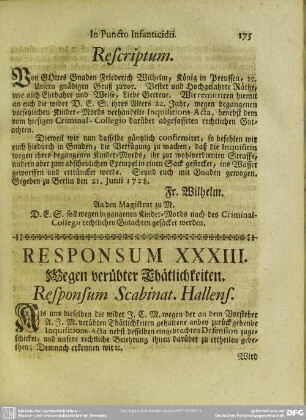 In Puncto Infanticidii.
175
Rescriptum.
Von GOttes Gnaden Friederich Wilhelm, König in Preussen, ꝛc.
Unsern gnädigen Gruß zuvor. Veste und Hochgelahrte Räthe,
wie auch Ehrbahre und Weise, Liebe Getreue. Wir remittiren hiermit
an euch die wider D. E. S. ihres Alters 22. Jahr, wegen begangenen
vorsezlichen Kinder-Mords verhandelte Inquisitions-Acta, benebst dem
vom hiesigen Criminal-Collegio darüber abgefasseten rechtlichen Gut-
achten.
Dieweil wir nun dasselbe gäntzlich confirmiret, so befehlen wir
euch hiedurch in Gnaden, die Verfügung zu machen, daß die Inquisitin
wegen ihres begangenen Kinder-Mords, ihr zur wohlverdienten Straffe,
andern aber zum abscheulichen Exempel in einen Sack gestecket, ins Wasser
geworffen und erträncket werde. Seynd euch mit Gnaden gewogen.
Gegeben zu Berlin den 21. Junii 1728.
Fr. Wilhelm.
An den Magistrat zu M.
D. E. S. soll wegen begangenen Kinder-Mords nach des Criminal-
Collegii rechtlichen Gutachten gesäcket werden.
RESPONSUM XXXIII.
Wegen verübter Thätlichkeiten.
Responsum Scabinat. Hallens.
Als uns dieselben die wider J. C. M. wegen der an dem Vorsteher
A. J. M. verübten Thätlichkeiten gehaltene anbey zurückgehende
Inquisitions-Acta nebst desselben eingebrachten Defension zuge-
schicket, und unsere rechtliche Belehrung ihnen darüber zu ertheilen gebe-
then; Demnach erkennen wir ꝛc.
Wird